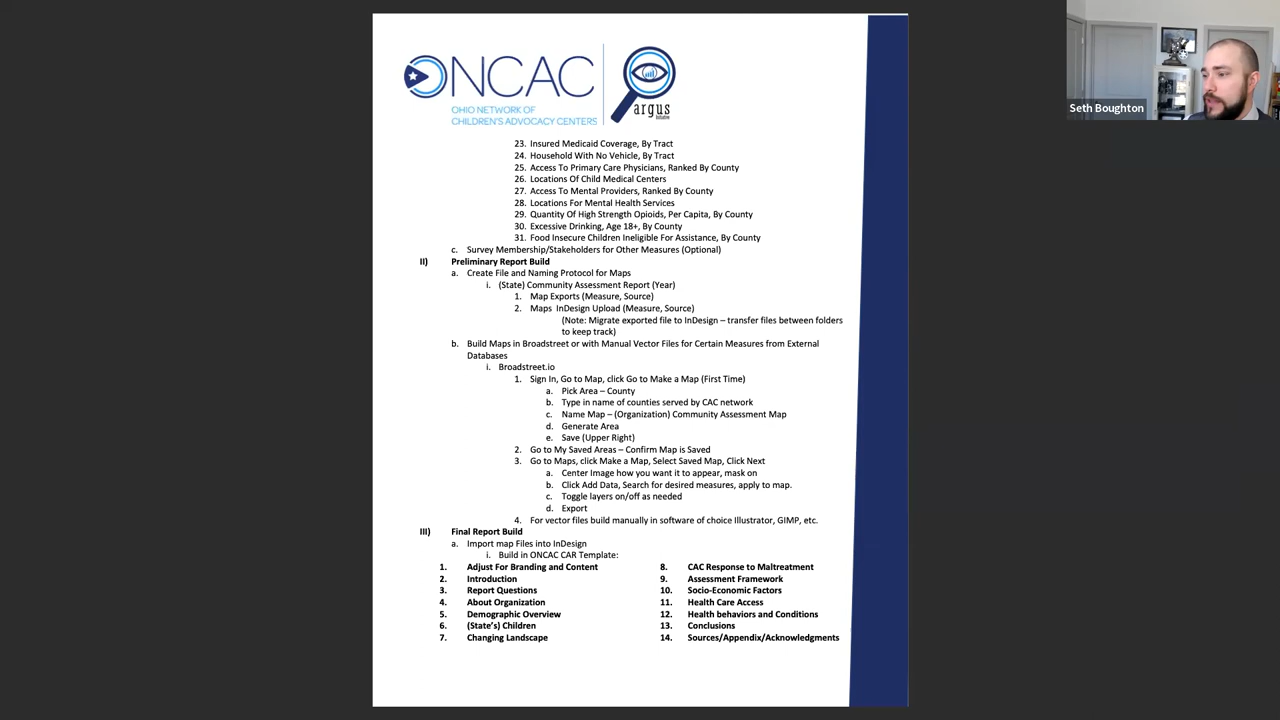 ONCAC
OHIO NETWORK OF
CHILDREN'S ADVOCACY CENTERS
argus
Initiative
Seth Boughton
23. Insured Medicaid Coverage, By Tract
24. Household With No Vehicle, By Tract
25. Access To Primary Care Physicians, Ranked By County
26. Locations Of Child Medical Centers
27. Access To Mental Providers, Ranked By County
28. Locations For Mental Health Services
29. Quantity Of High Strength Opioids, Per Capita, By County
30. Excessive Drinking, Age 18+, By County
31. Food Insecure Children Ineligible For Assistance, By County
c. Survey Membership/Stakeholders for Other Measures (Optional)
II) Preliminary Report Build
a. Create File and Naming Protocol for Maps
i. (State) Community Assessment Report (Year)
1. Map Exports (Measure, Source)
2. Maps InDesign Upload (Measure, Source)
(Note: Migrate exported file to InDesign – transfer files between folders
to keep track)
b. Build Maps in Broadstreet or with Manual Vector Files for Certain Measures from External
Databases
i. Broadstreet.io
1. Sign In, Go to Map, click Go to Make a Map (First Time)
a. Pick Area – County
b. Type in name of counties served by CAC network
c. Name Map – (Organization) Community Assessment Map
d. Generate Area
e. Save (Upper Right)
2. Go to My Saved Areas – Confirm Map is Saved
3. Go to Maps, click Make a Map, Select Saved Map, Click Next
a. Center Image how you want it to appear, mask on
b. Click Add Data, Search for desired measures, apply to map.
c. Toggle layers on/off as needed
d. Export
4. For vector files build manually in software of choice Illustrator, GIMP, etc.
III) Final Report Build
a. Import map Files into InDesign
i. Build in ONCAC CAR Template:
1. Adjust For Branding and Content
2. Introduction
3. Report Questions
4. About Organization
5. Demographic Overview
6. (State's) Children
7. Changing Landscape
8. CAC Response to Maltreatment
9. Assessment Framework
10. Socio-Economic Factors
11. Health Care Access
12. Health behaviors and Conditions
13. Conclusions
14. Sources/Appendix/Acknowledgments